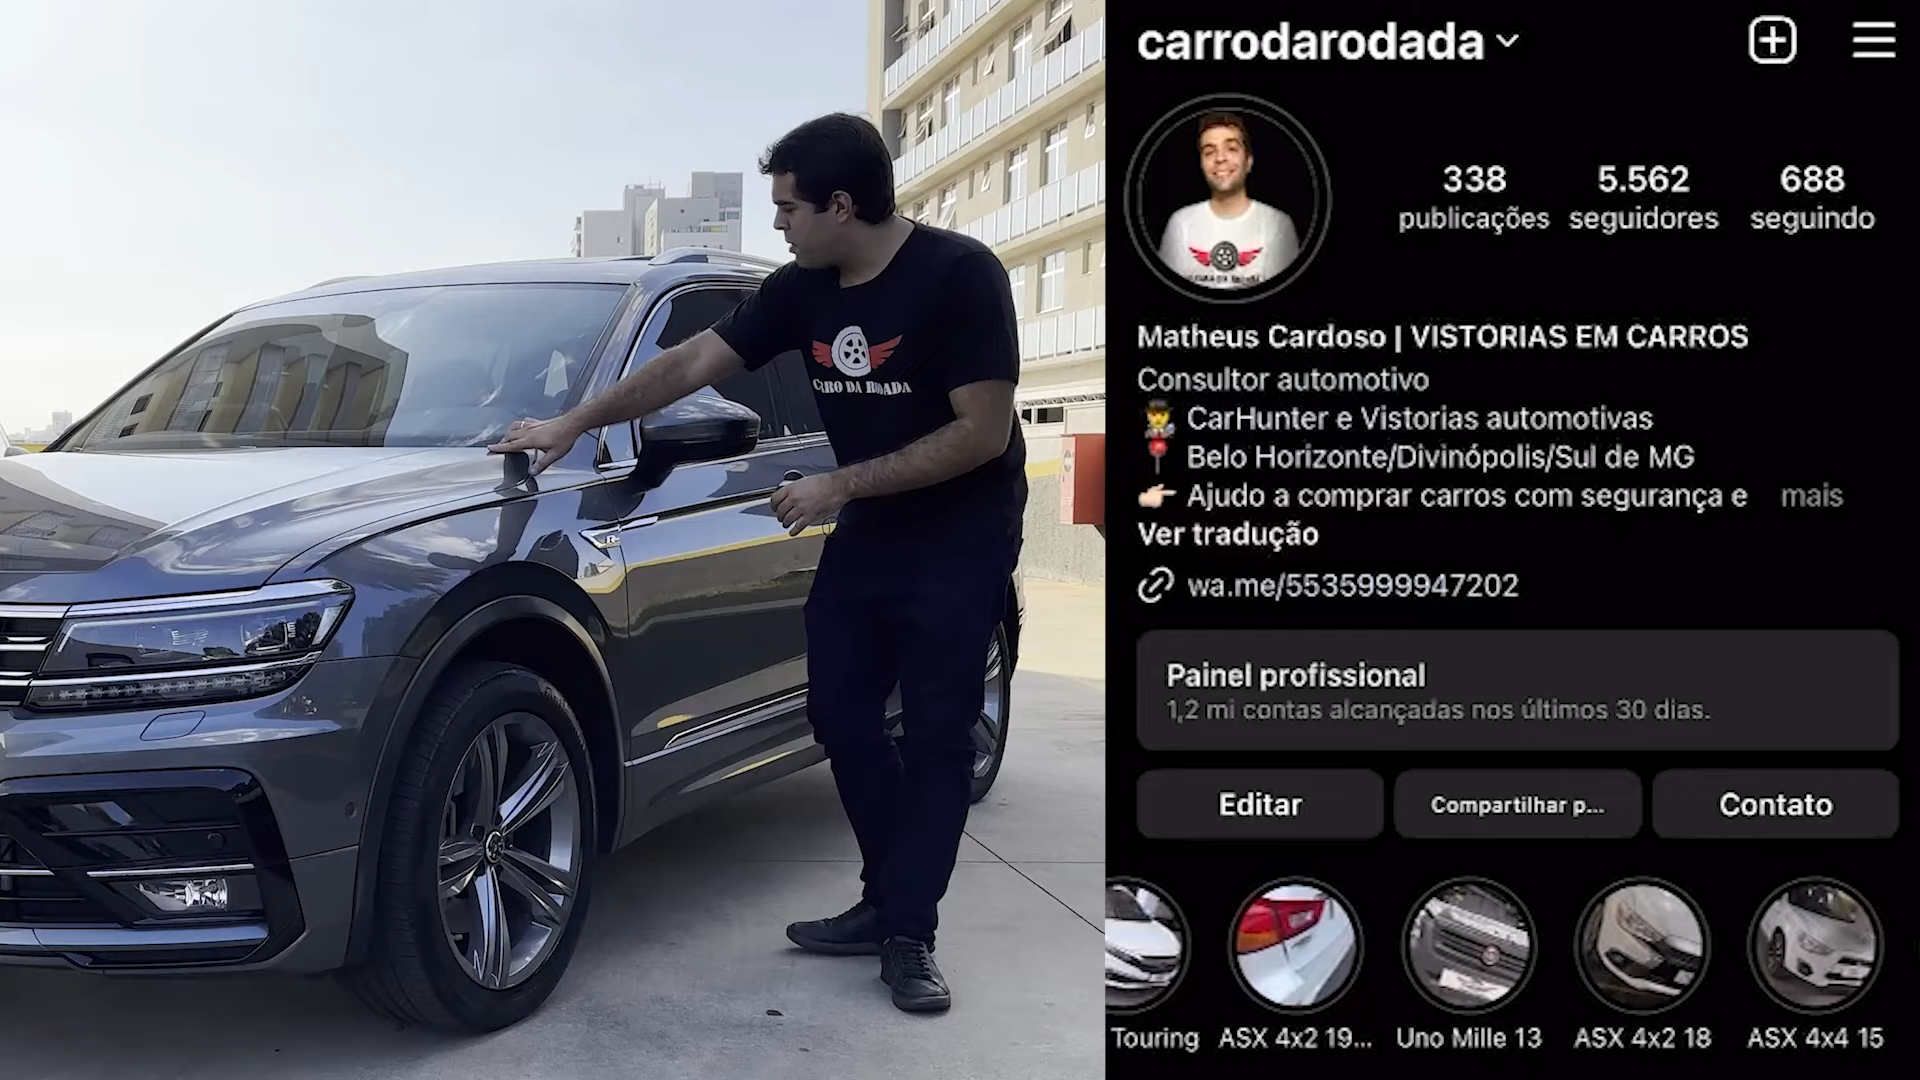 CARRO DA RODADA
carrodarodada
338
publicações
5.562
seguidores
688
seguindo
Matheus Cardoso | VISTORIAS EM CARROS
Consultor automotivo
CarHunter e Vistorias automotivas
Belo Horizonte/Divinópolis/Sul de MG
Ajudo a comprar carros com segurança e mais
Ver tradução
wa.me/5535999947202
Painel profissional
1,2 mi contas alcançadas nos últimos 30 dias.
Editar
Compartilhar p...
Contato
Touring
ASX 4x2 19...
Uno Mille 13
ASX 4x2 18
ASX 4x4 15